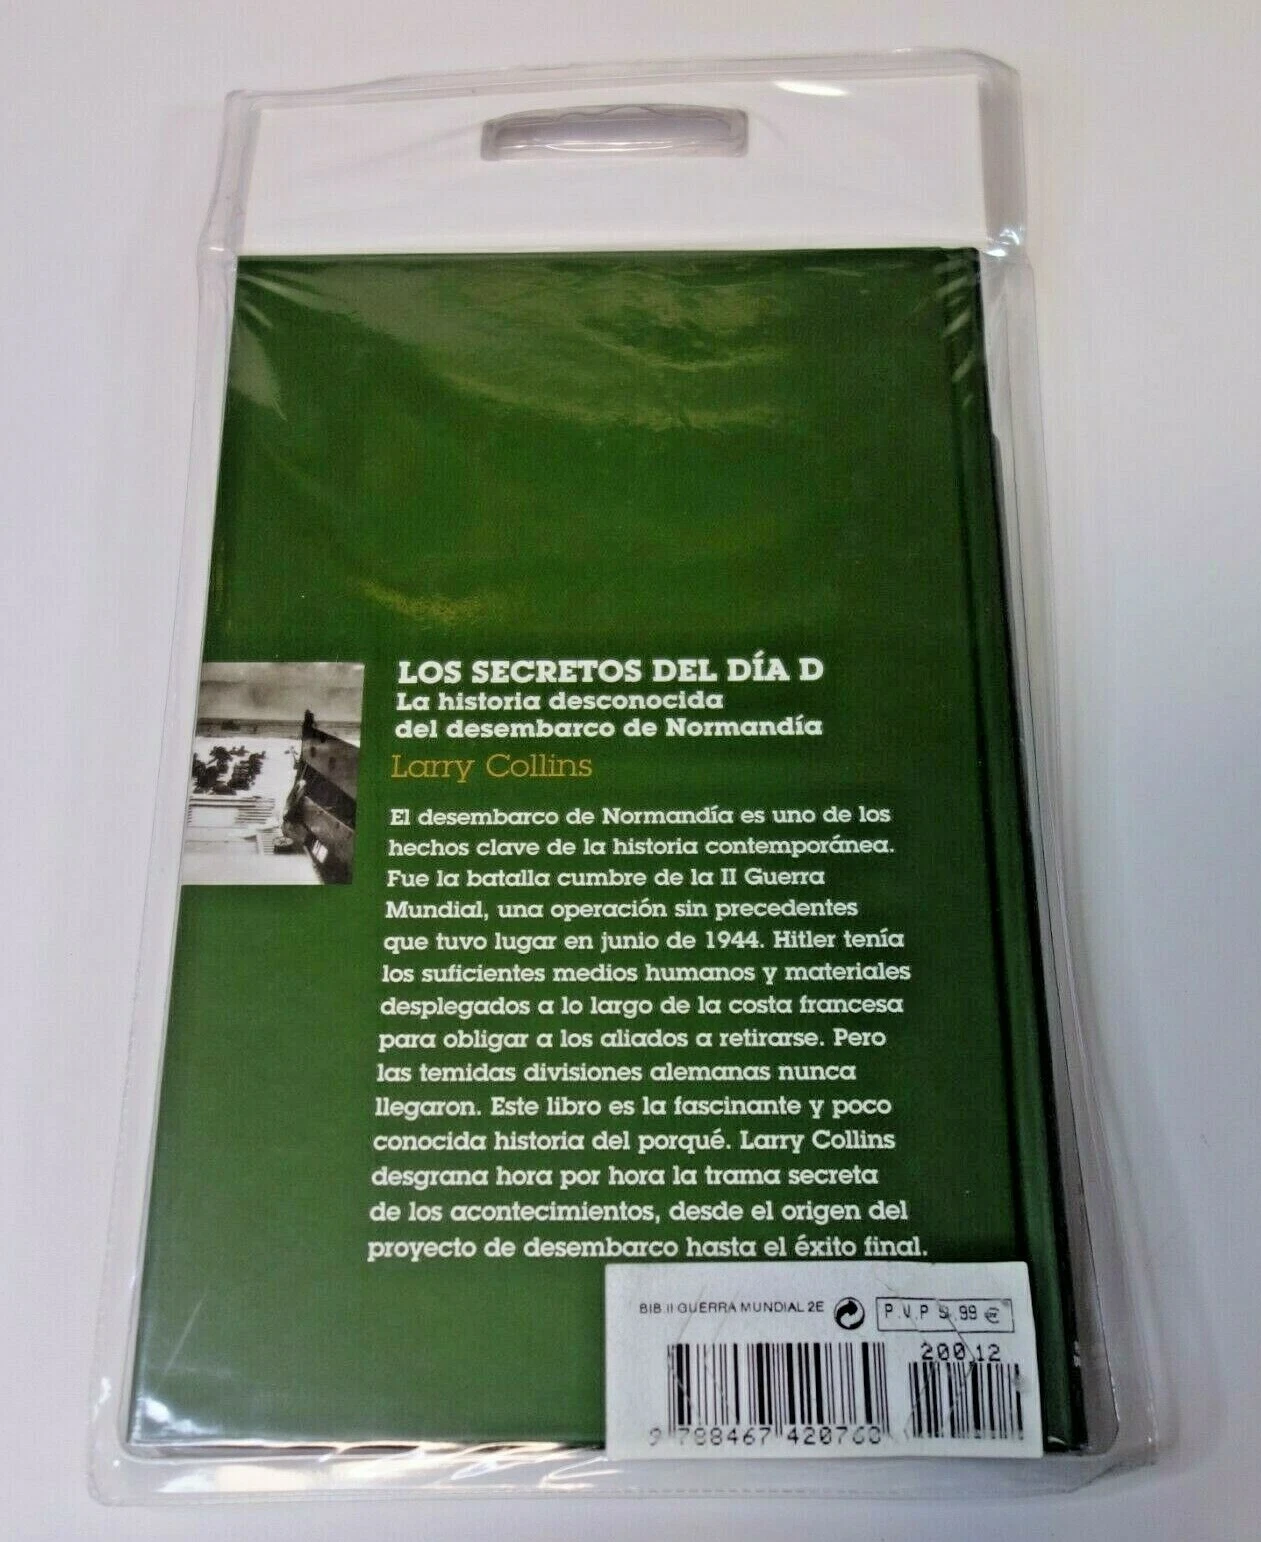 LOS SECRETOS DEL DÍA D
La historia desconocida
del desembarco de Normandía
Larry Collins
El desembarco de Normandía es uno de los
hechos clave de la historia contemporánea.
Fue la batalla cumbre de la II Guerra
Mundial, una operación sin precedentes
que tuvo lugar en junio de 1944. Hitler tenía
los suficientes medios humanos y materiales
desplegados a lo largo de la costa francesa
para obligar a los aliados a retirarse. Pero
las temidas divisiones alemanas nunca
llegaron. Este libro es la fascinante y poco
conocida historia del porqué. Larry Collins
desgrana hora por hora la trama secreta
de los acontecimientos, desde el origen del
proyecto de desembarco hasta el éxito final.
BIB.II GUERRA MUNDIAL 2E P.V.P 9.99 €
20012
9 788467 420760